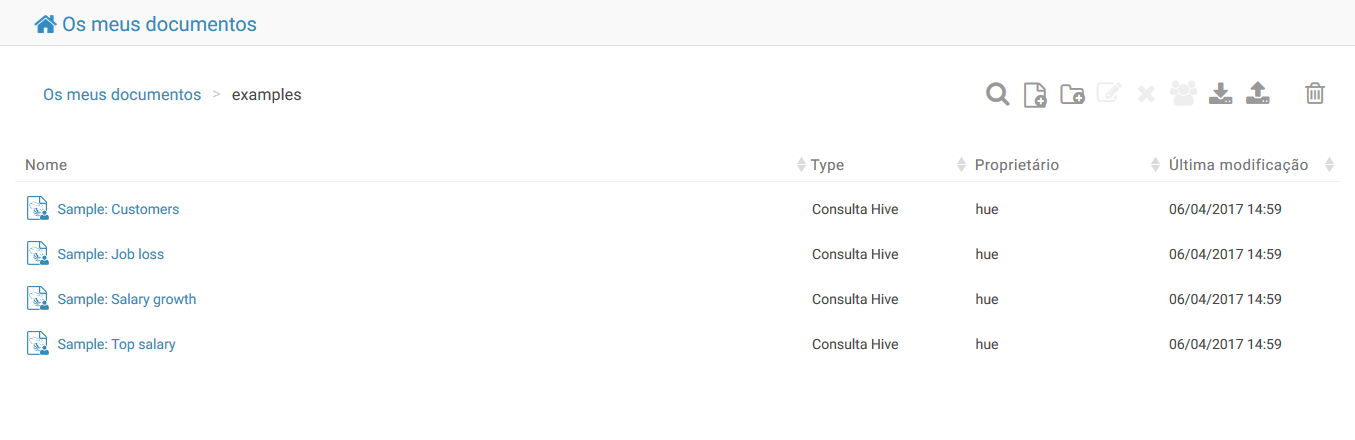 Os meus documentos
Os meus documentos > examples
Nome Type Proprietário Última modificação
Sample: Customers Consulta Hive hue 06/04/2017 14:59
Sample: Job loss Consulta Hive hue 06/04/2017 14:59
Sample: Salary growth Consulta Hive hue 06/04/2017 14:59
Sample: Top salary Consulta Hive hue 06/04/2017 14:59